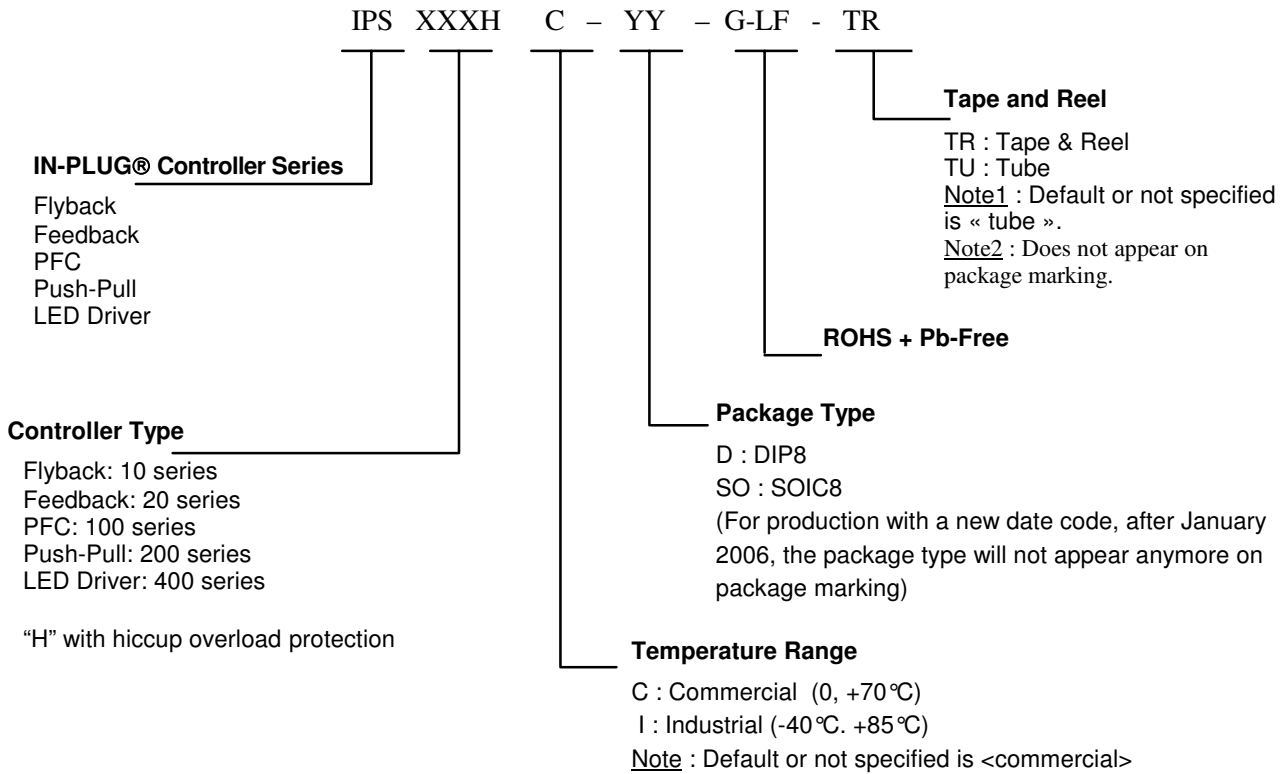 IPS XXXH C – YY – G-LF - TR
Tape and Reel
TR : Tape & Reel
TU : Tube
Note1 : Default or not specified
is « tube ».
Note2 : Does not appear on
package marking.
IN-PLUG® Controller Series
Flyback
Feedback
PFC
Push-Pull
LED Driver
ROHS + Pb-Free
Package Type
D : DIP8
SO : SOIC8
(For production with a new date code, after January
2006, the package type will not appear anymore on
package marking)
Controller Type
Flyback: 10 series
Feedback: 20 series
PFC: 100 series
Push-Pull: 200 series
LED Driver: 400 series
“H” with hiccup overload protection
Temperature Range
C : Commercial (0, +70°C)
I : Industrial (-40°C. +85°C)
Note : Default or not specified is <commercial>